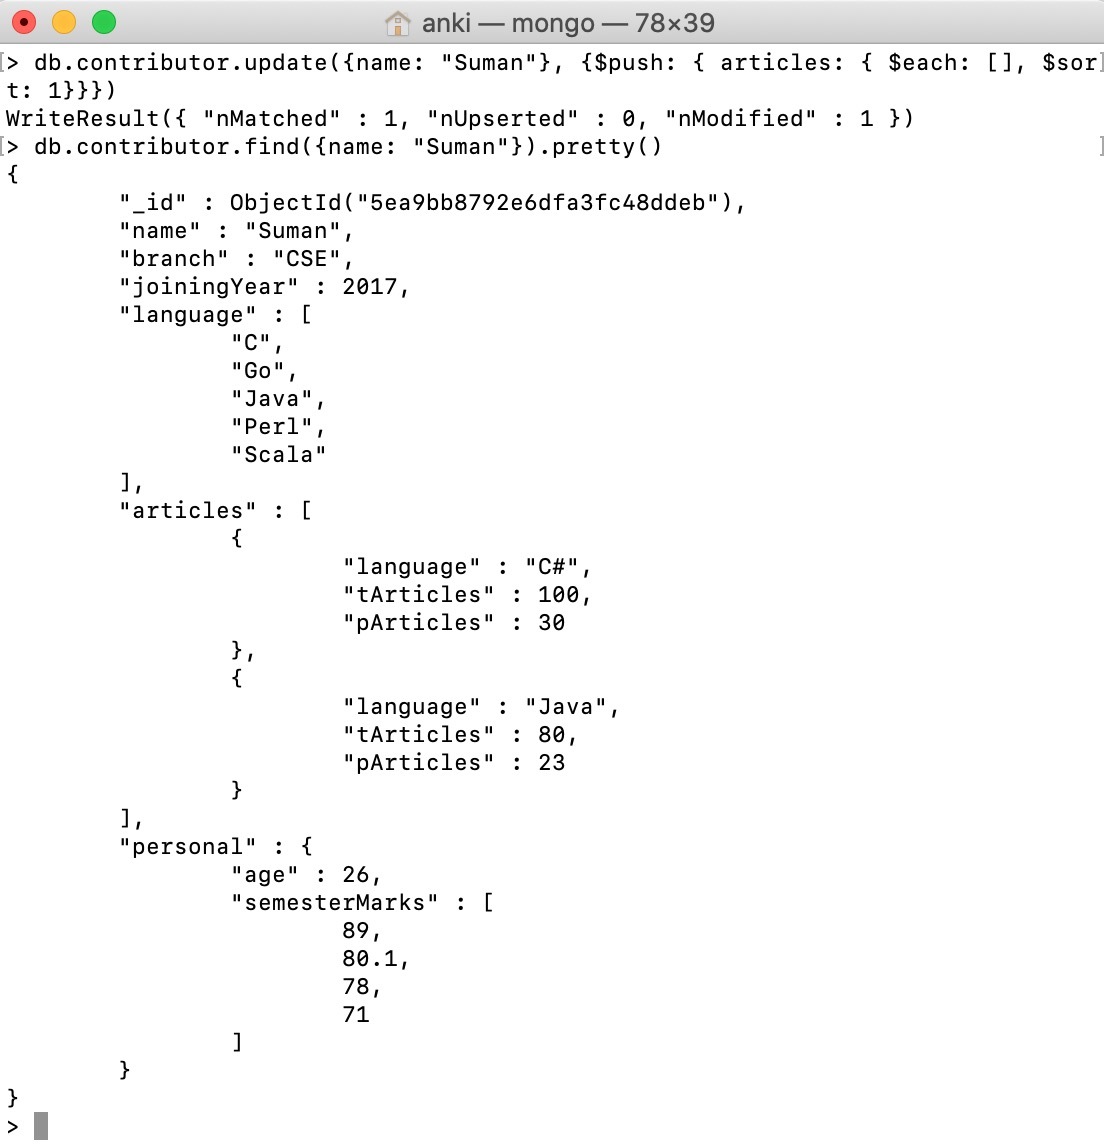 anki — mongo — 78×39
[> db.contributor.update({name: "Suman"}, {$push: { articles: { $each: [], $sor]
t: 1}}})
WriteResult({ "nMatched" : 1, "nUpserted" : 0, "nModified" : 1 })
[> db.contributor.find({name: "Suman"}).pretty() ]
{
        "_id" : ObjectId("5ea9bb8792e6dfa3fc48ddeb"),
        "name" : "Suman",
        "branch" : "CSE",
        "joiningYear" : 2017,
        "language" : [
                "C",
                "Go",
                "Java",
                "Perl",
                "Scala"
        ],
        "articles" : [
                {
                        "language" : "C#",
                        "tArticles" : 100,
                        "pArticles" : 30
                },
                {
                        "language" : "Java",
                        "tArticles" : 80,
                        "pArticles" : 23
                }
        ],
        "personal" : {
                "age" : 26,
                "semesterMarks" : [
                        89,
                        80.1,
                        78,
                        71
                ]
        }
}
>